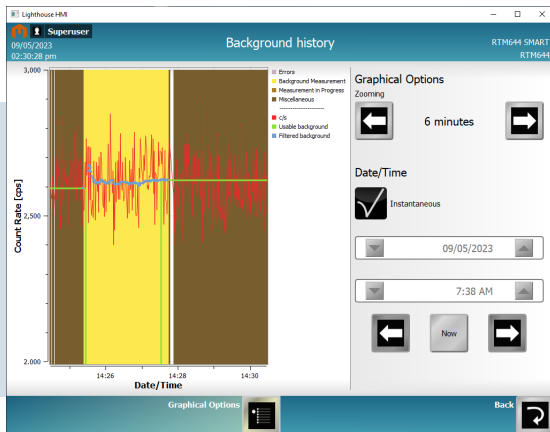 Lighthouse HMI
Superuser
09/05/2023
02:30:28 pm
Background history
RTM644 SMART
RTM644
3,000
2,500
2.000
Count Rate [cps]
14:26
14:28
14:30
Date/Time
Errors
Background Measurement
Measurement in Progress
Miscellaneous
--------------------
c/s
Usable background
Filtered background
Graphical Options
Zooming
6 minutes
Date/Time
Instantaneous
09/05/2023
7:38 AM
Now
Graphical Options
Back